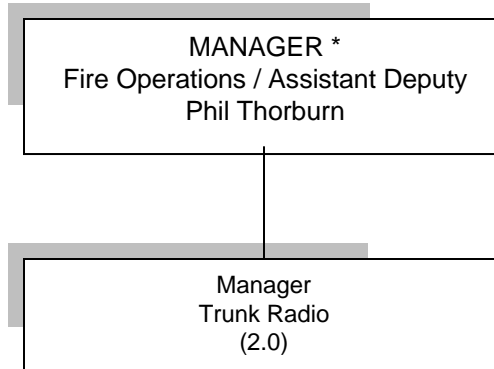 MANAGER *
Fire Operations / Assistant Deputy
Phil Thorburn
Manager
Trunk Radio
(2.0)